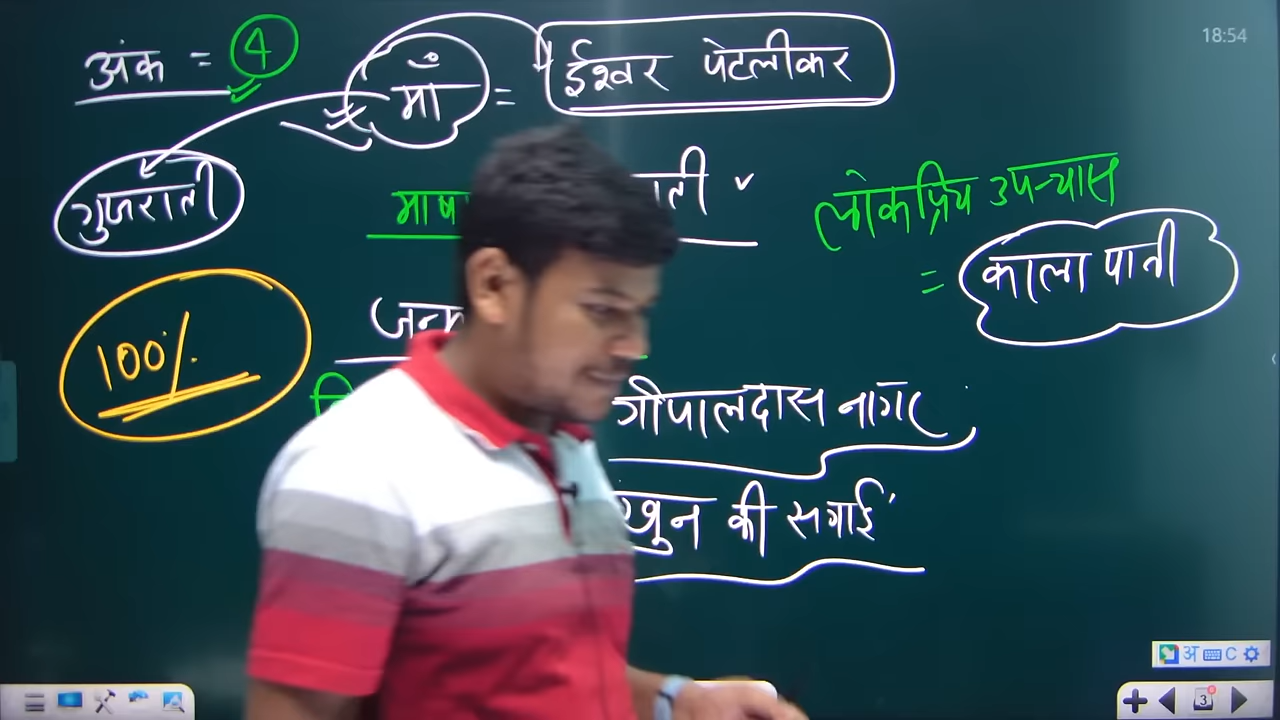 अंक = 4
माँ = ईश्वर पेटलीकर
18:54
गुजराती
लोकप्रिय उपन्यास
= काला पानी
100%
गोपालदास नागर
खुन की सगाई
3